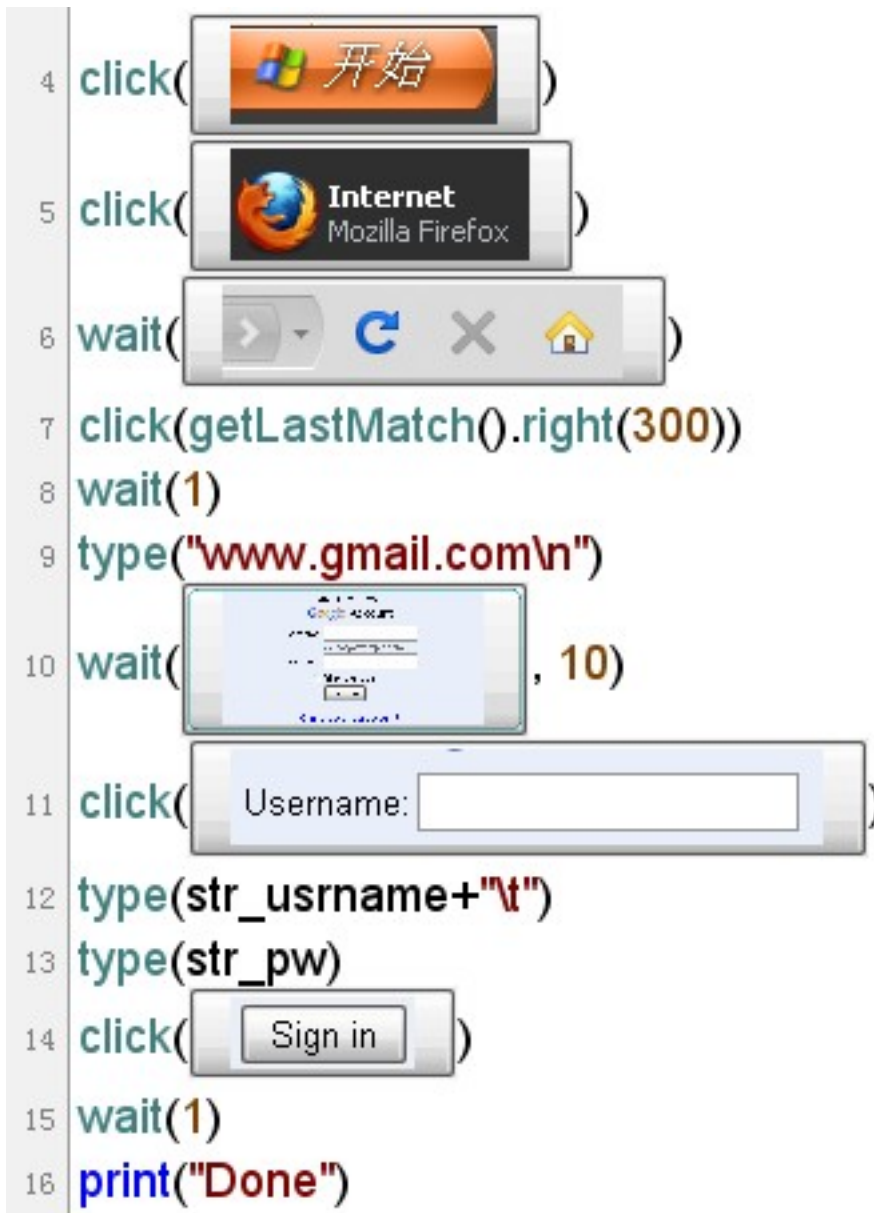 4 click( 开始 )
5 click( Internet
Mozilla Firefox )
6 wait( )
7 click(getLastMatch().right(300))
8 wait(1)
9 type("www.gmail.com\n")
10 wait( , 10)
11 click( Username: )
12 type(str_usrname+"\t")
13 type(str_pw)
14 click( Sign in )
15 wait(1)
16 print("Done")